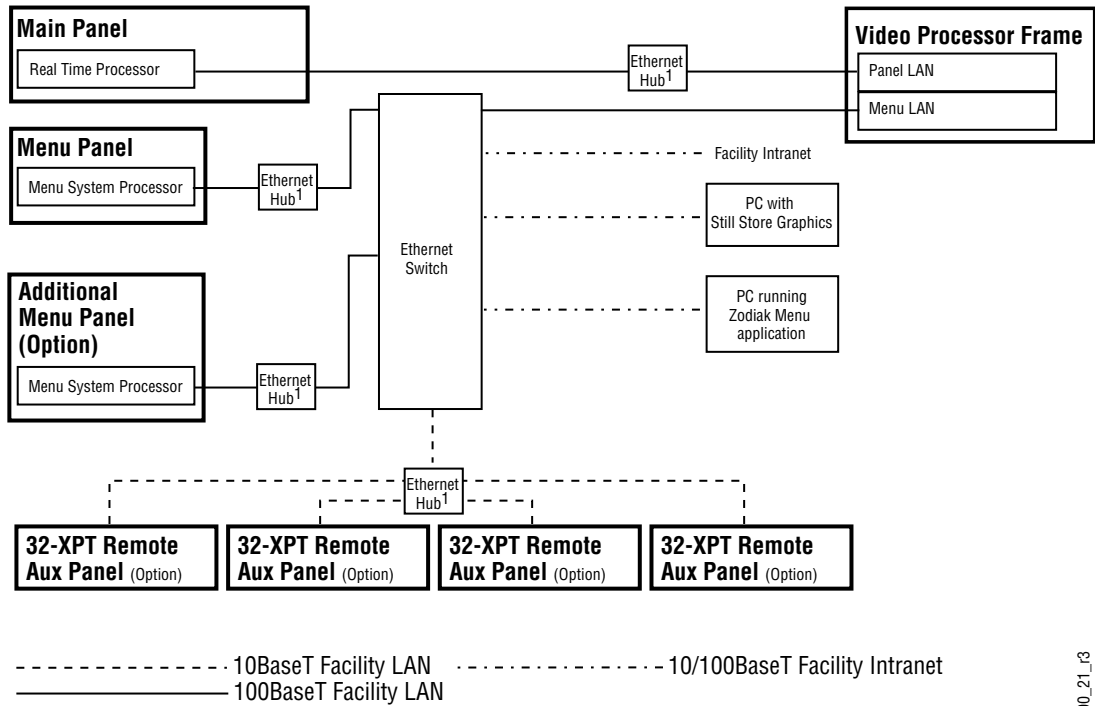 Main Panel
Real Time Processor
Ethernet
Hub1
Video Processor Frame
Panel LAN
Menu LAN
Menu Panel
Menu System Processor
Ethernet
Hub1
Facility Intranet
PC with
Still Store Graphics
Ethernet
Switch
PC running
Zodiak Menu
application
Additional
Menu Panel
(Option)
Menu System Processor
Ethernet
Hub1
Ethernet
Hub1
32-XPT Remote
Aux Panel (Option)
32-XPT Remote
Aux Panel (Option)
32-XPT Remote
Aux Panel (Option)
32-XPT Remote
Aux Panel (Option)
10BaseT Facility LAN
10/100BaseT Facility Intranet
100BaseT Facility LAN